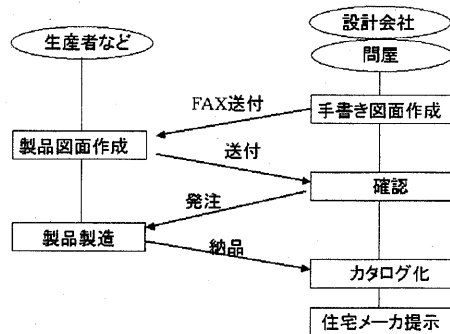 設計会社
生産者など
問屋
FAX送付
手書き図面作成
製品図面作成
送付
確認
発注
製品製造
納品
カタログ化
住宅メーカ提示